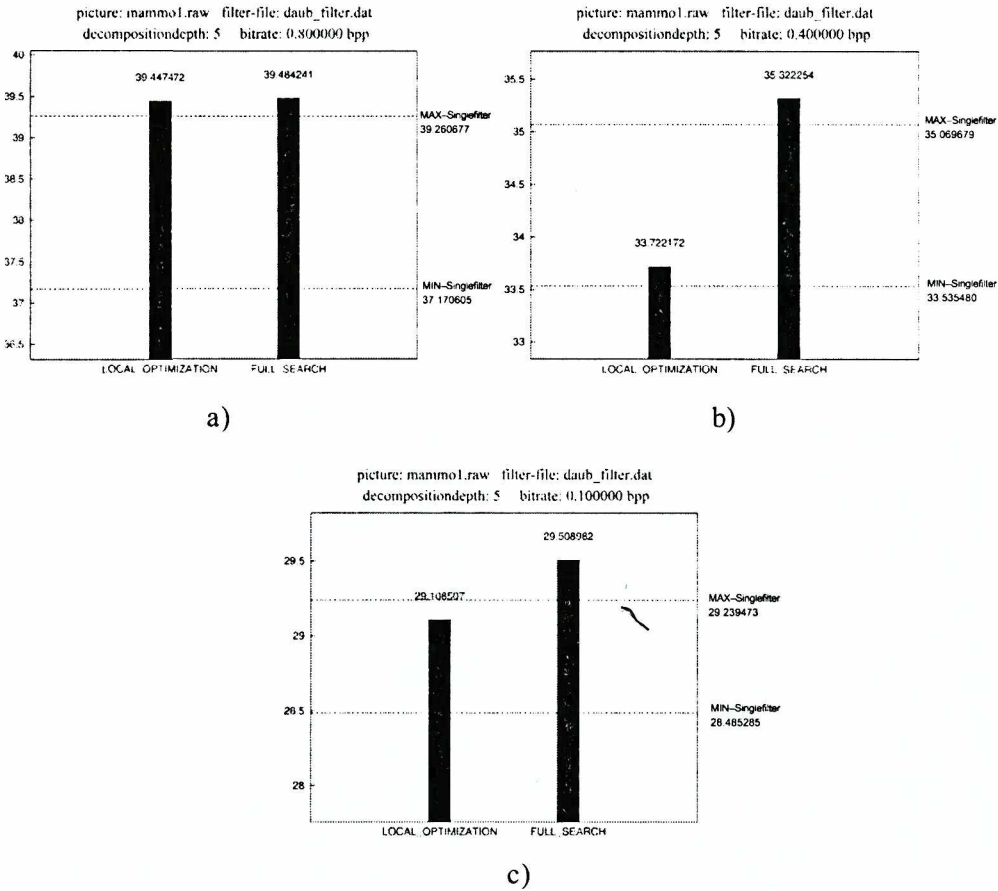 picture: mammo1.raw filter-file: daub_filter.dat
decompositiondepth: 5 bitrate: 0.800000 bpp
40
39.5
39
38.5
38
37.5
37
36.5
39 447472
39 484241
MAX–Singlefilter
39 260677
MIN–Singlefilter
37 170605
LOCAL OPTIMIZATION FULL SEARCH
a)
picture: mammo1.raw filter-file: daub_filter.dat
decompositiondepth: 5 bitrate: 0.400000 bpp
35.5
35
34.5
34
33.5
33
33 722172
35 322254
MAX–Singlefilter
35 069679
MIN–Singlefilter
33 535480
LOCAL OPTIMIZATION FULL SEARCH
b)
picture: mammo1.raw filter-file: daub_filter.dat
decompositiondepth: 5 bitrate: 0.100000 bpp
29.5
29
28.5
28
29.108507
29 508982
MAX–Singlefilter
29 239473
MIN–Singlefilter
28 485285
LOCAL OPTIMIZATION FULL SEARCH
c)